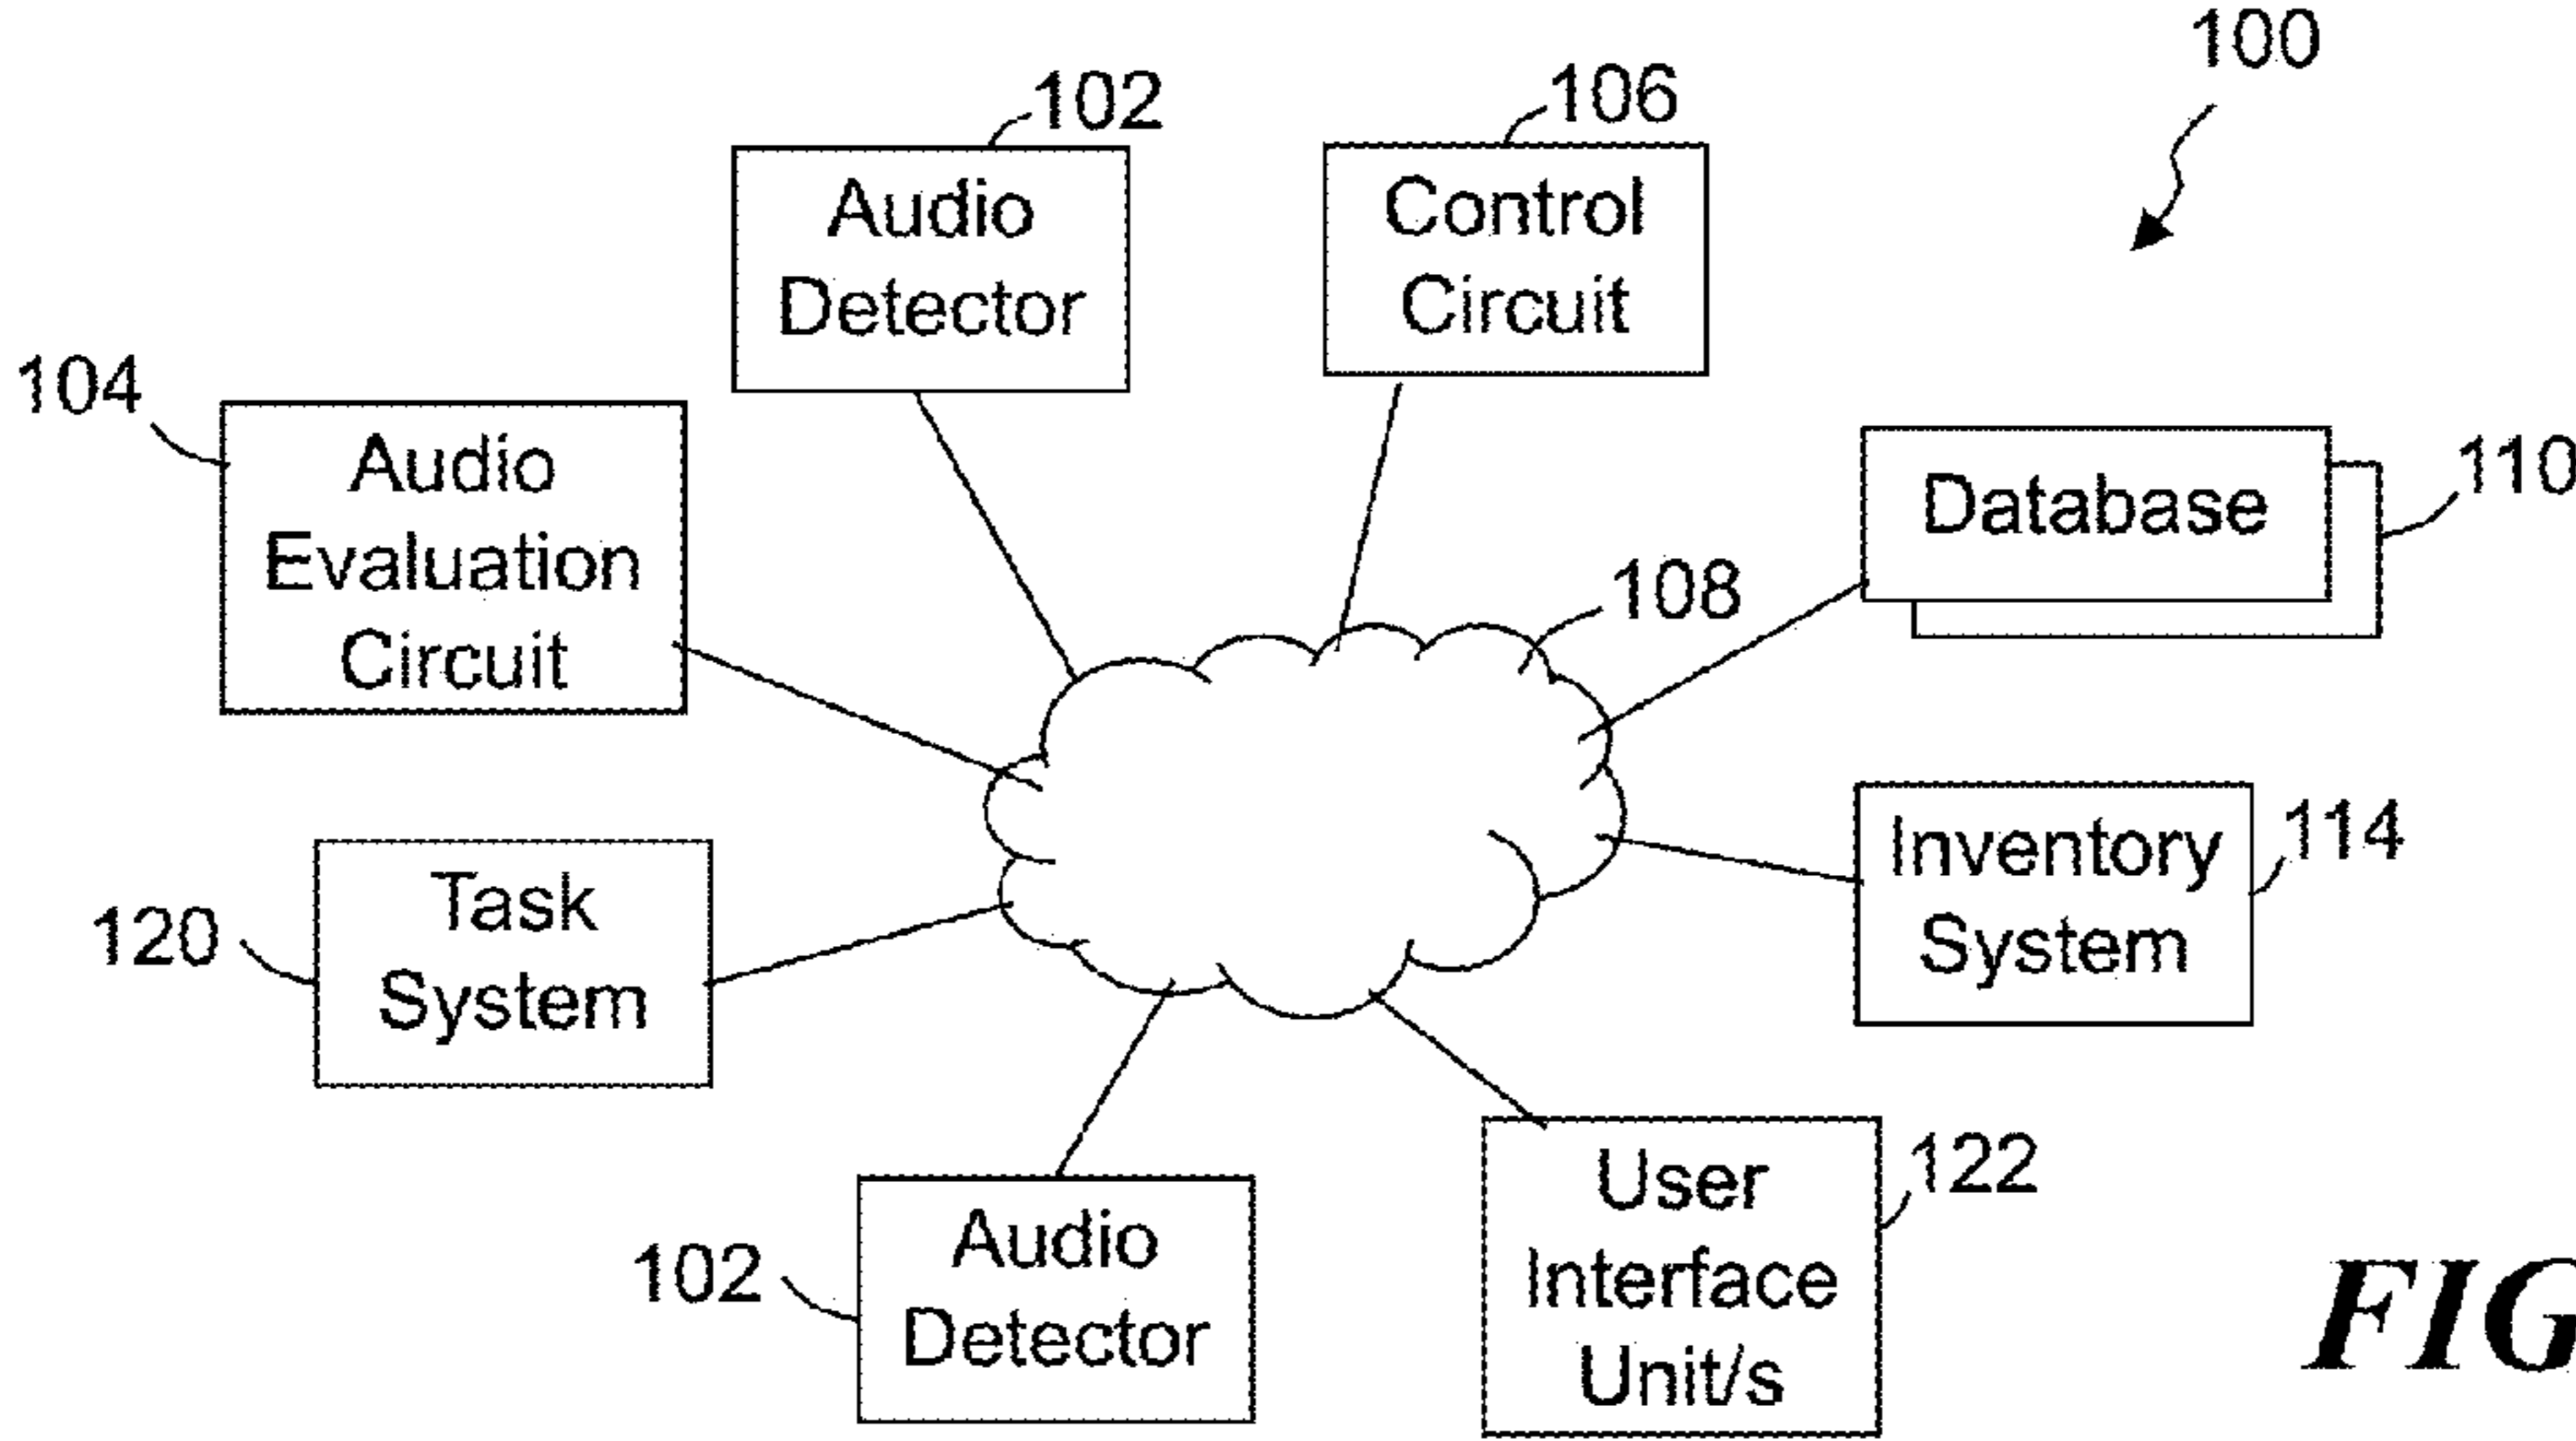 100
102
106
Audio
Detector
Control
Circuit
104
Audio
Evaluation
Circuit
Database
110
108
Inventory
System
114
Task
System
120
Audio
Detector
102
User
Interface
Unit/s
122
FIG